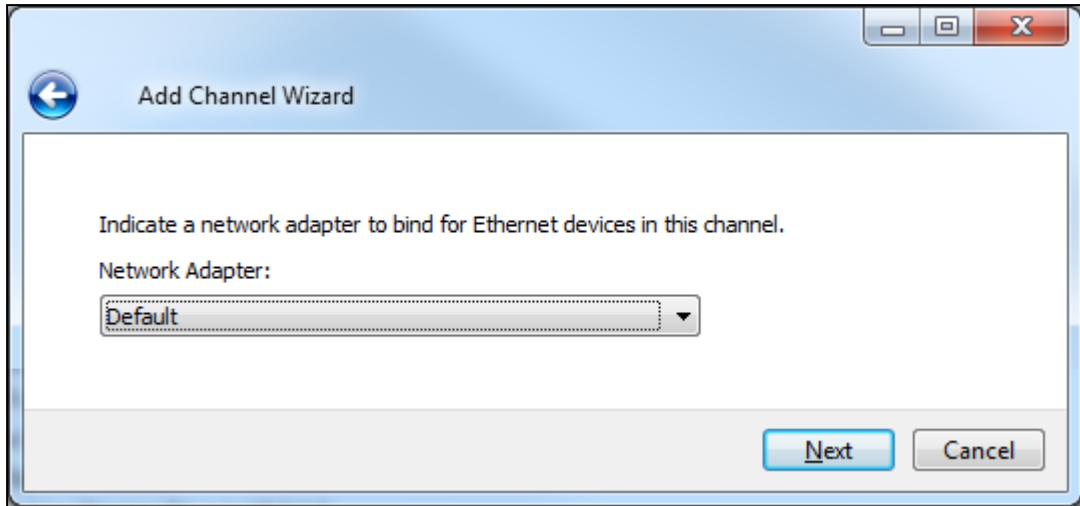 Add Channel Wizard
Indicate a network adapter to bind for Ethernet devices in this channel.
Network Adapter:
Default
Next Cancel